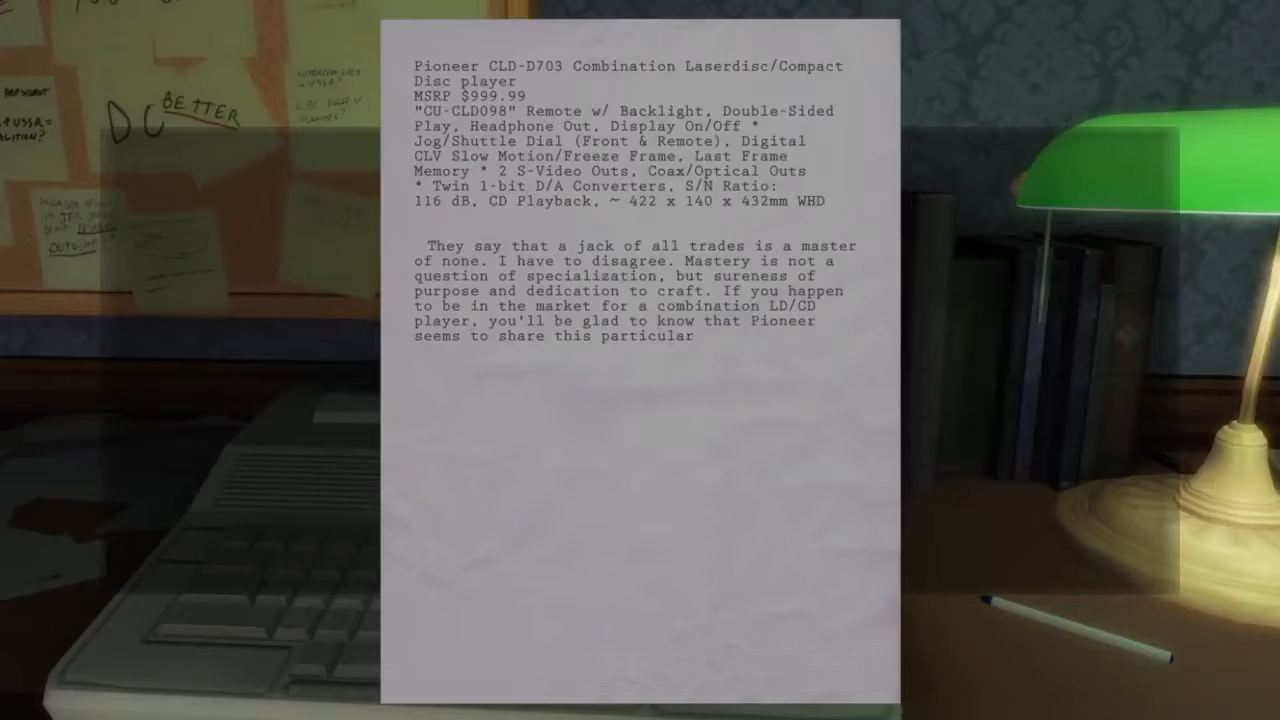 DC BETTER
OUTCOME
Pioneer CLD-D703 Combination Laserdisc/Compact
Disc player
MSRP $999.99
"CU-CLD098" Remote w/ Backlight, Double-Sided
Play, Headphone Out, Display On/Off *
Jog/Shuttle Dial (Front & Remote), Digital
CLV Slow Motion/Freeze Frame, Last Frame
Memory * 2 S-Video Outs, Coax/Optical Outs
* Twin 1-bit D/A Converters, S/N Ratio:
116 dB, CD Playback, ~ 422 x 140 x 432mm WHD
They say that a jack of all trades is a master
of none. I have to disagree. Mastery is not a
question of specialization, but sureness of
purpose and dedication to craft. If you happen
to be in the market for a combination LD/CD
player, you'll be glad to know that Pioneer
seems to share this particular